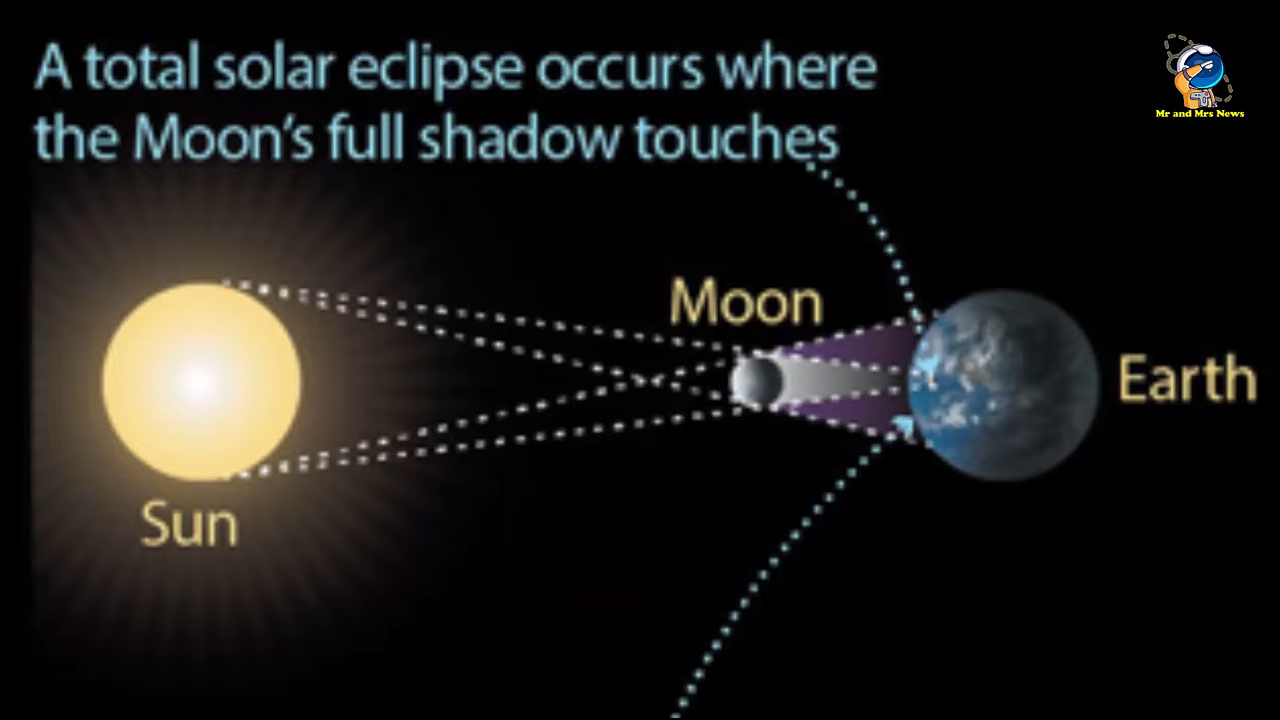 A total solar eclipse occurs where
the Moon's full shadow touches
Mr and Mrs News
Moon
Earth
Sun